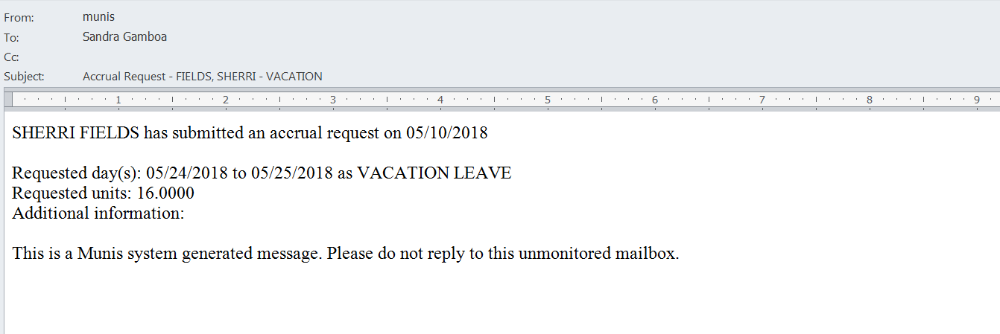 From: munis
To: Sandra Gamboa
Cc:
Subject: Accrual Request - FIELDS, SHERRI - VACATION
1 2 3 4 5 6 7 8 9
SHERRI FIELDS has submitted an accrual request on 05/10/2018
Requested day(s): 05/24/2018 to 05/25/2018 as VACATION LEAVE
Requested units: 16.0000
Additional information:
This is a Munis system generated message. Please do not reply to this unmonitored mailbox.